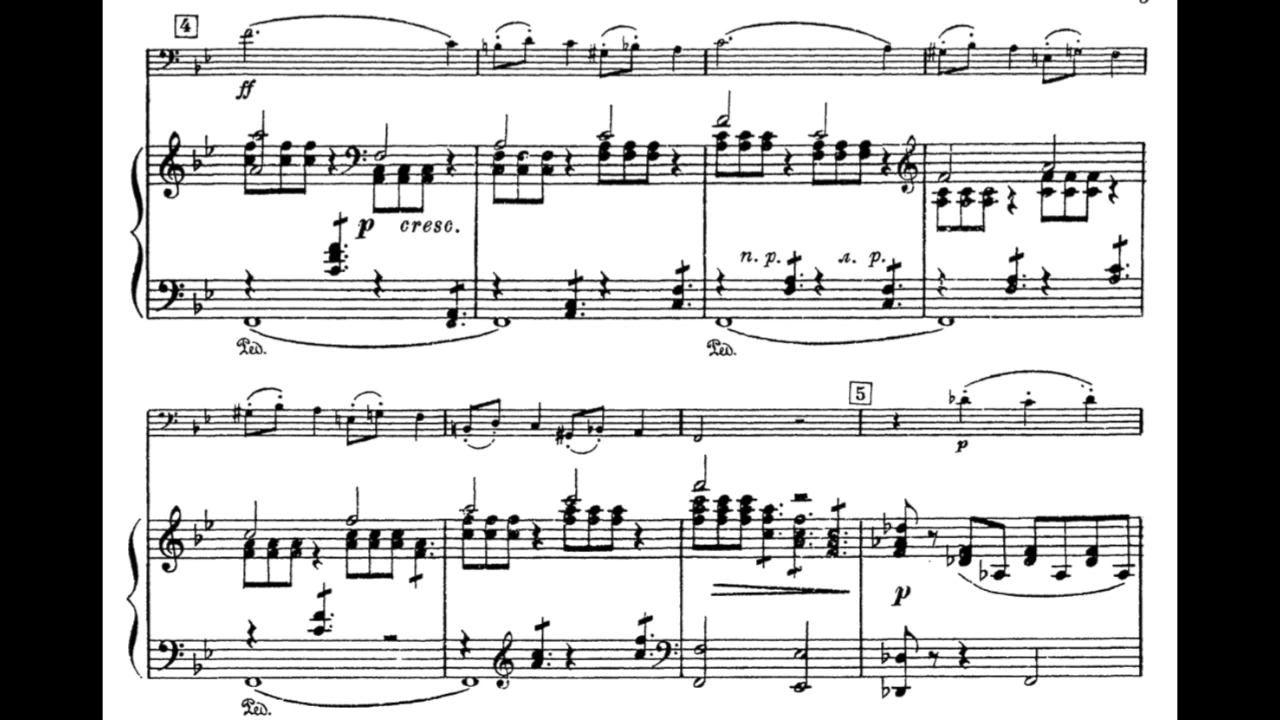 4
ff
p cresc.
п. р. л. р.
Ped. Ped.
5
p
p
Ped.